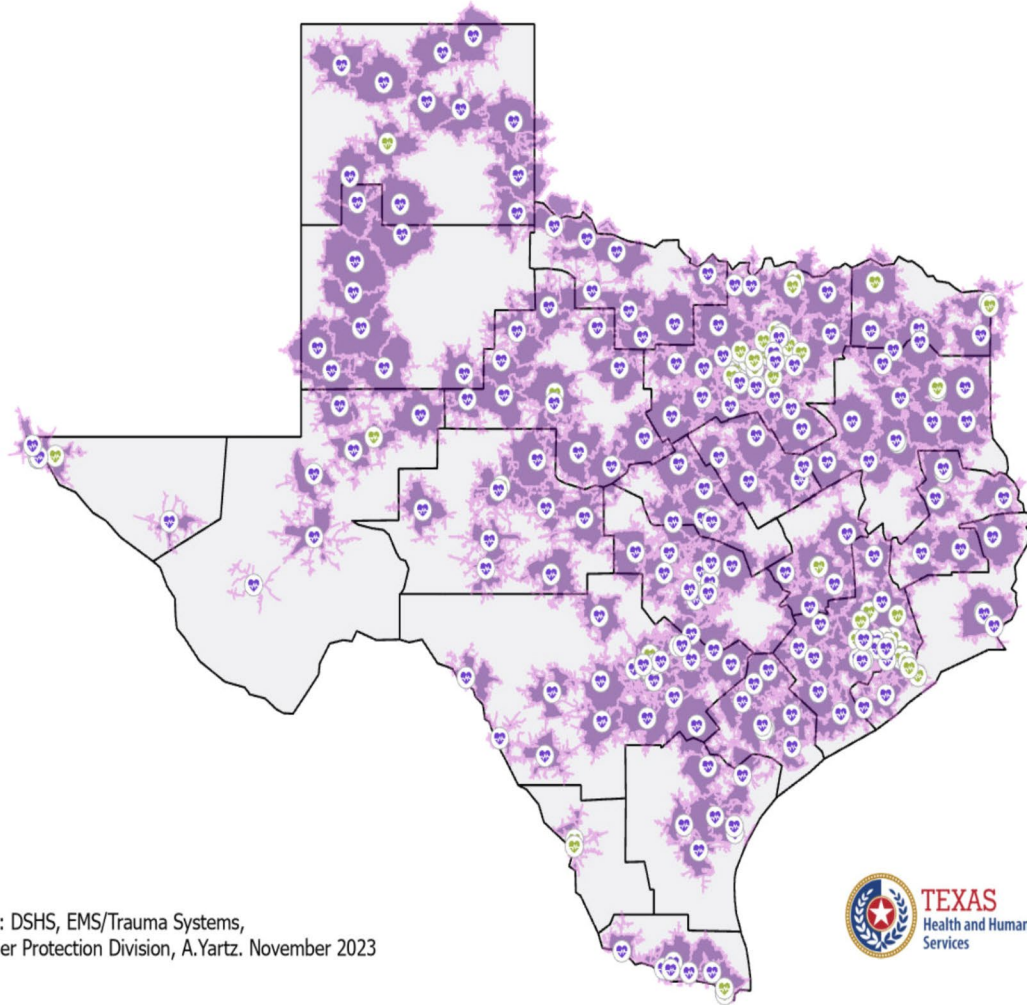 : DSHS, EMS/Trauma Systems,
er Protection Division, A.Yartz. November 2023
TEXAS
Health and Human
Services